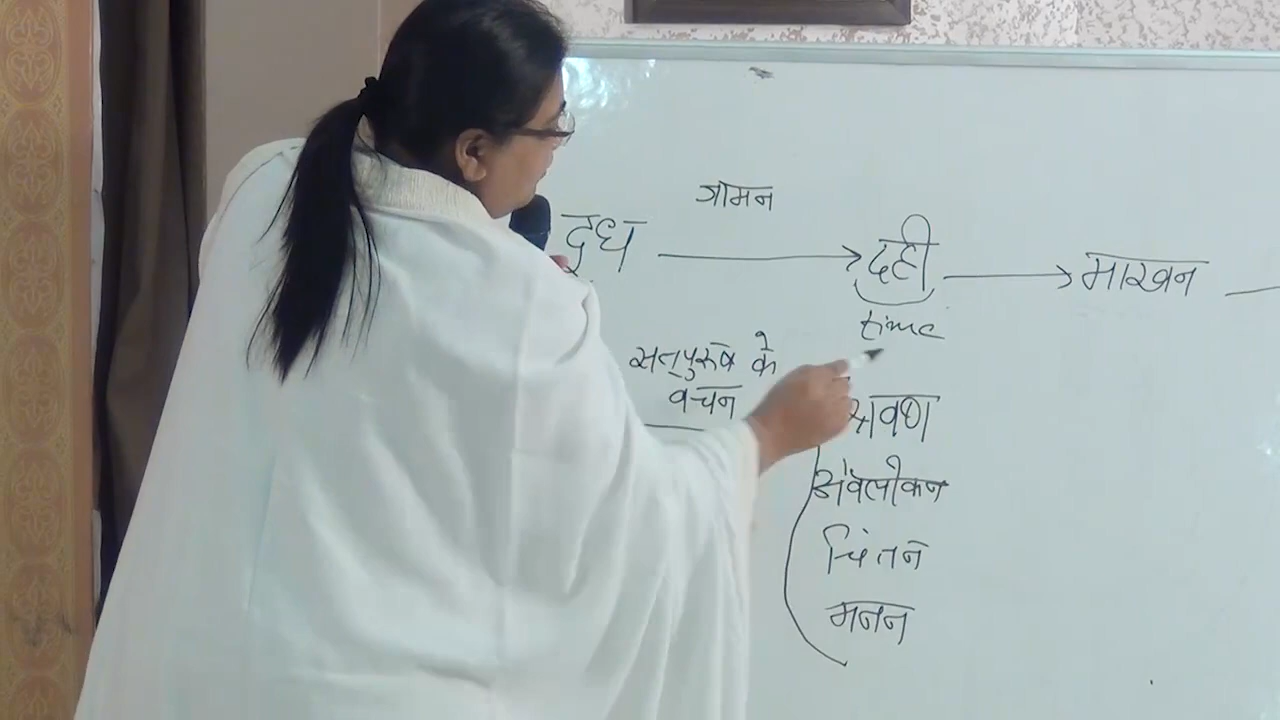 जामन
दूध → दही → माखन
time
सत्पुरुष के
वचन
श्रवण
अवलोकन
चिंतन
मनन